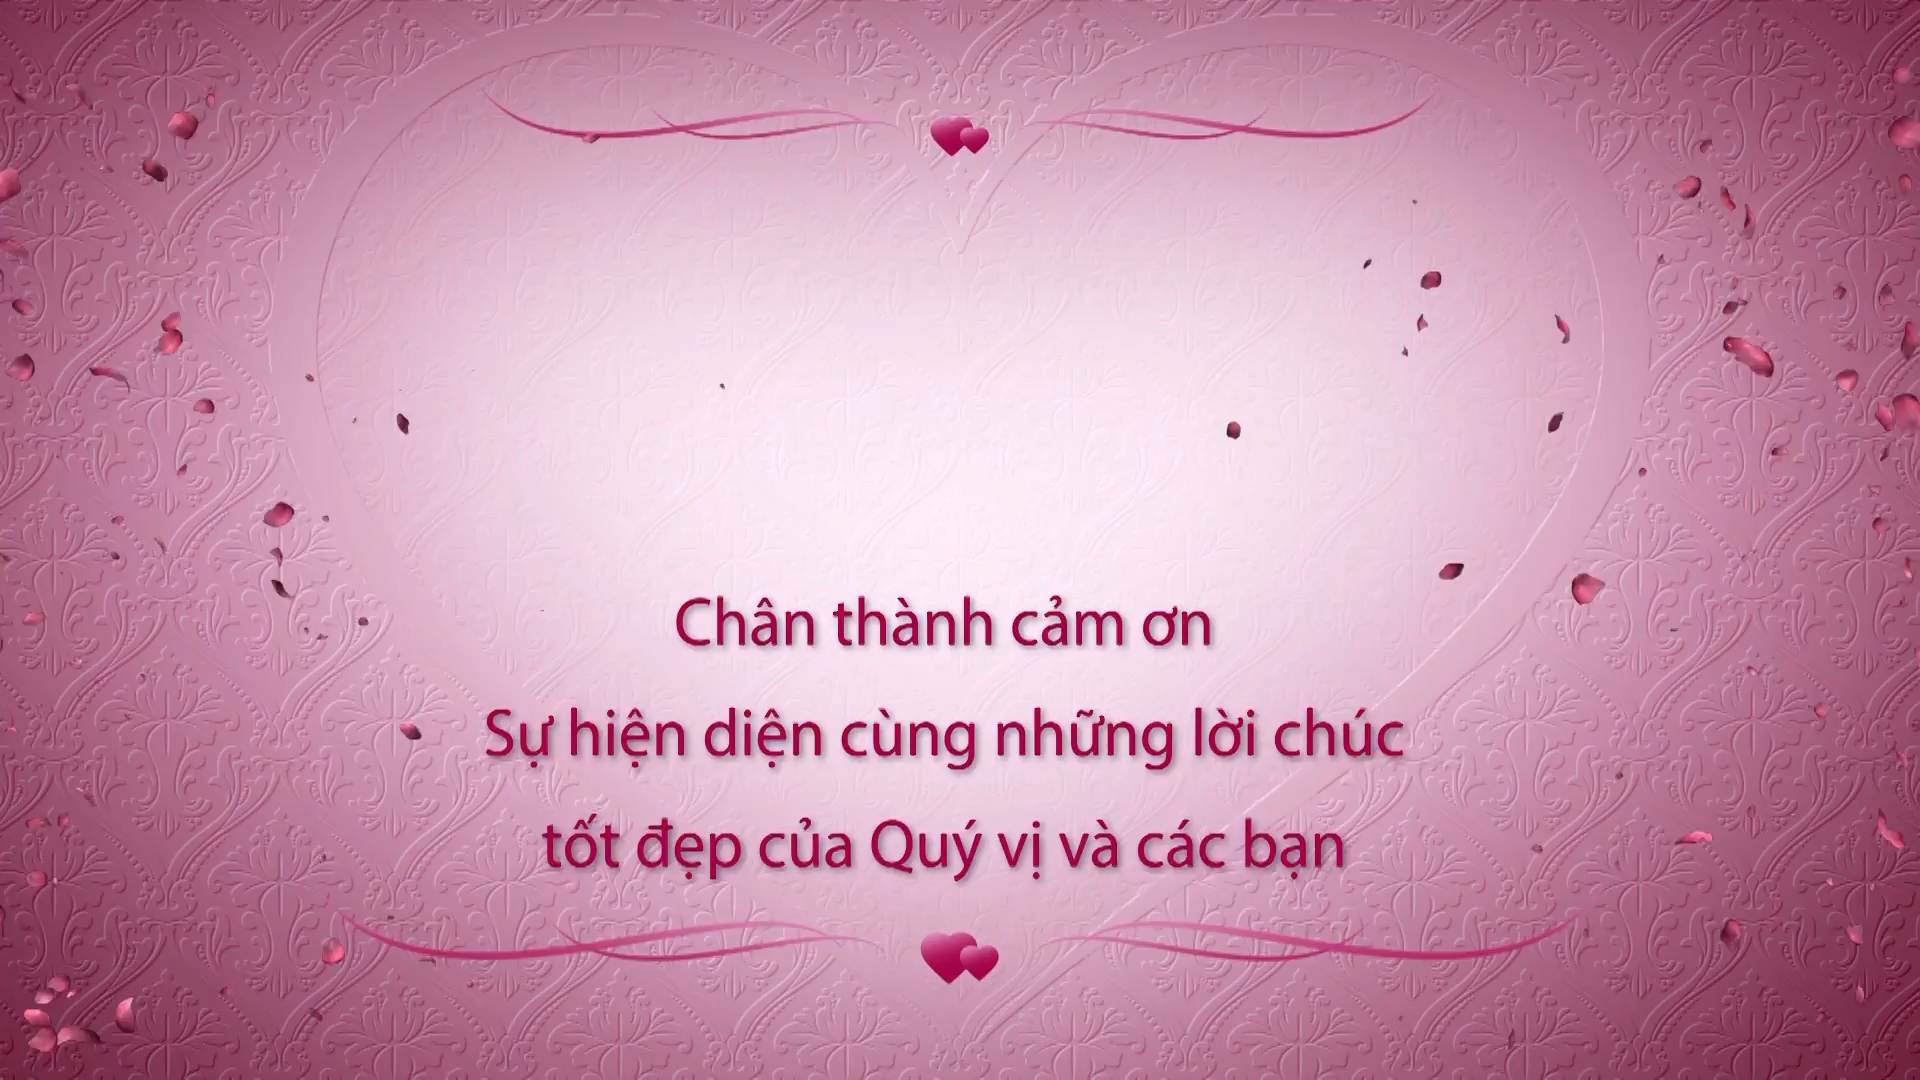 Chân thành cảm ơn
Sự hiện diện cùng những lời chúc
tốt đẹp của Quý vị và các bạn